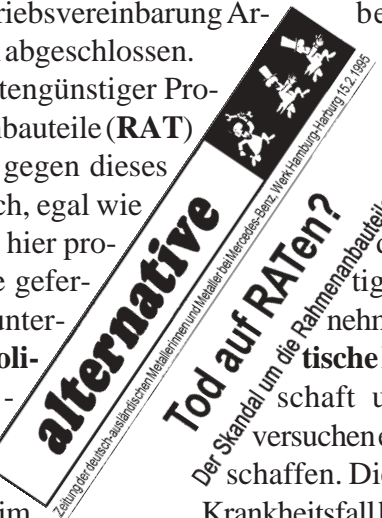 triebsvereinbarung Ar-
abgeschlossen.
tengünstiger Pro-
bauteile (RAT)
gegen dieses
ch, egal wie
hier pro-
e gefer-
unter-
oli-
-
im
alternative
Zeitung der deutsch-ausländischen Metallerinnen und Metaller bei Mercedes-Benz, Werk Hamburg-Harburg 15.2.1995
Tod auf RATen?
Der Skandal um die Rahmenanbauteile
be
tig
nehm
tische
schaft u
versuchen e
schaffen. Die
Krankheitsfall